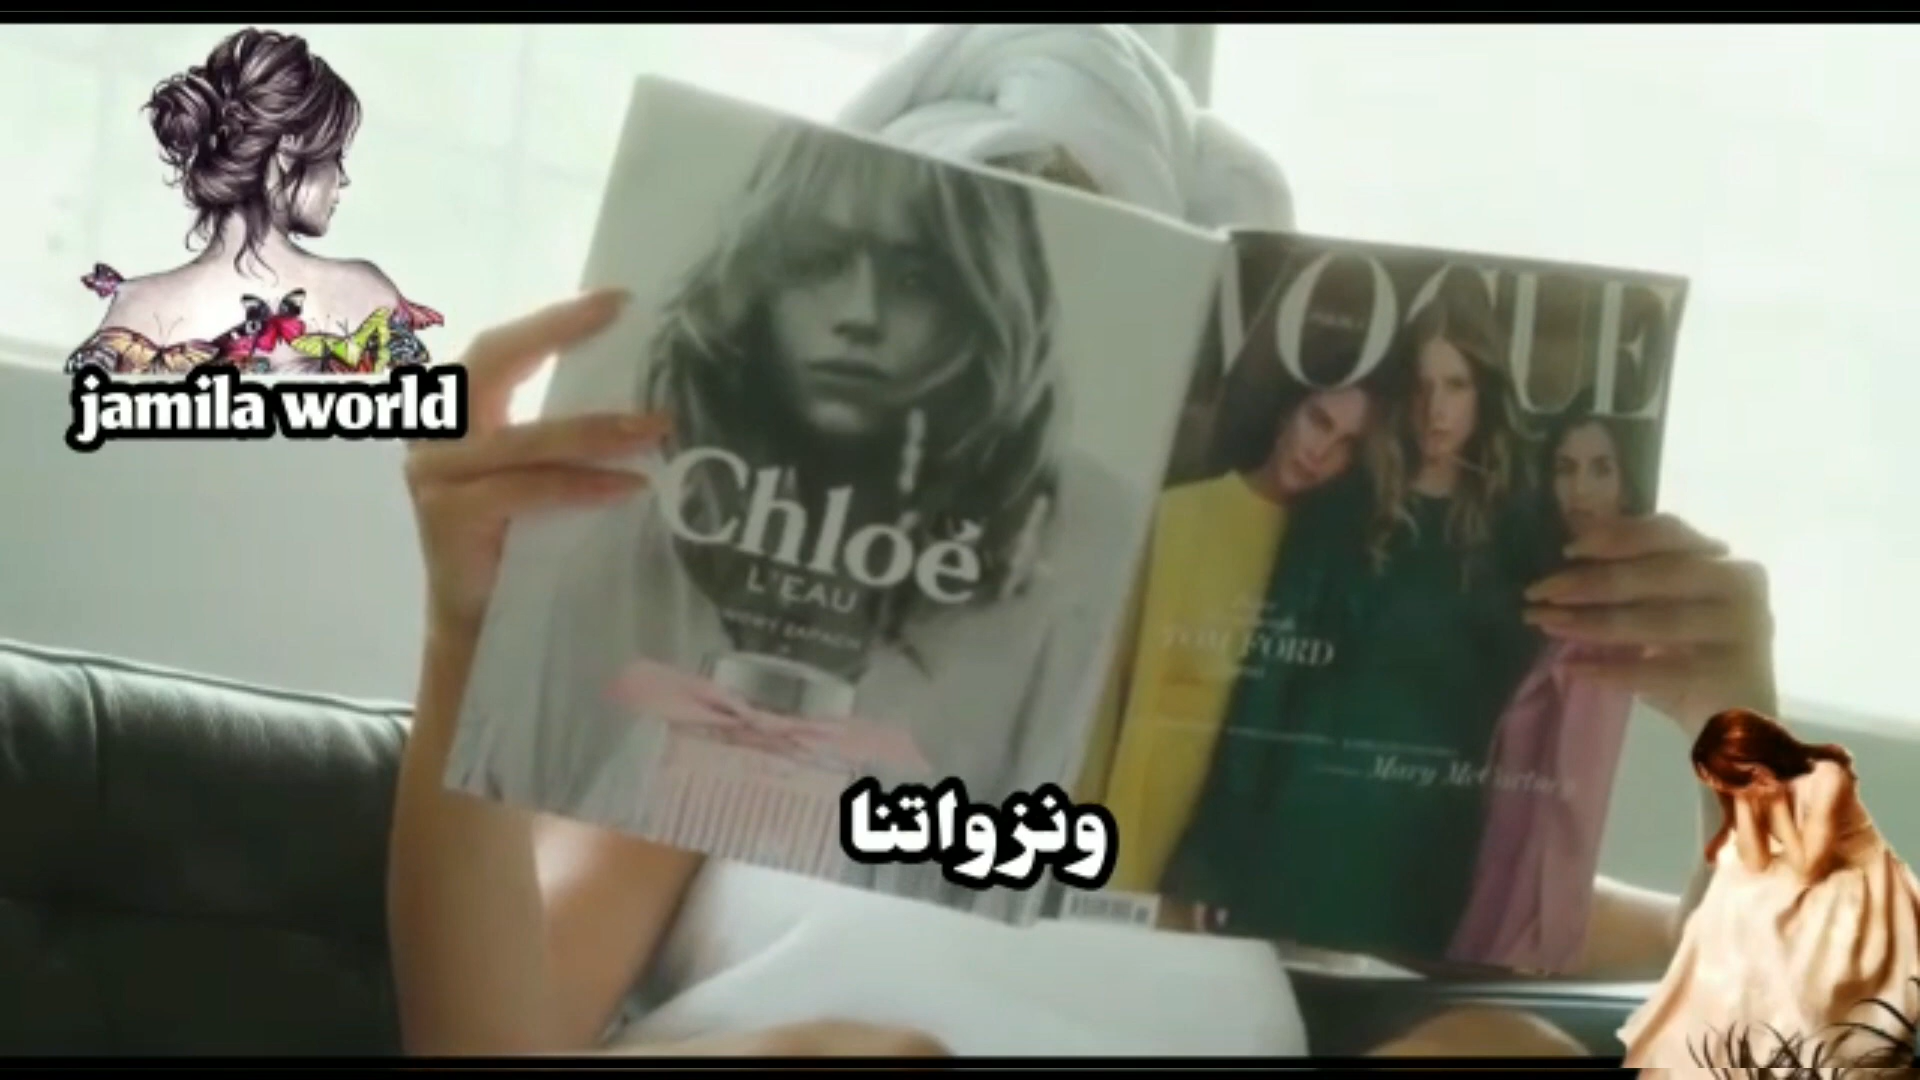 jamila world
VOGUE
Chloé
L'EAU
TOM FORD
Mary McCartney
ونزواتنا